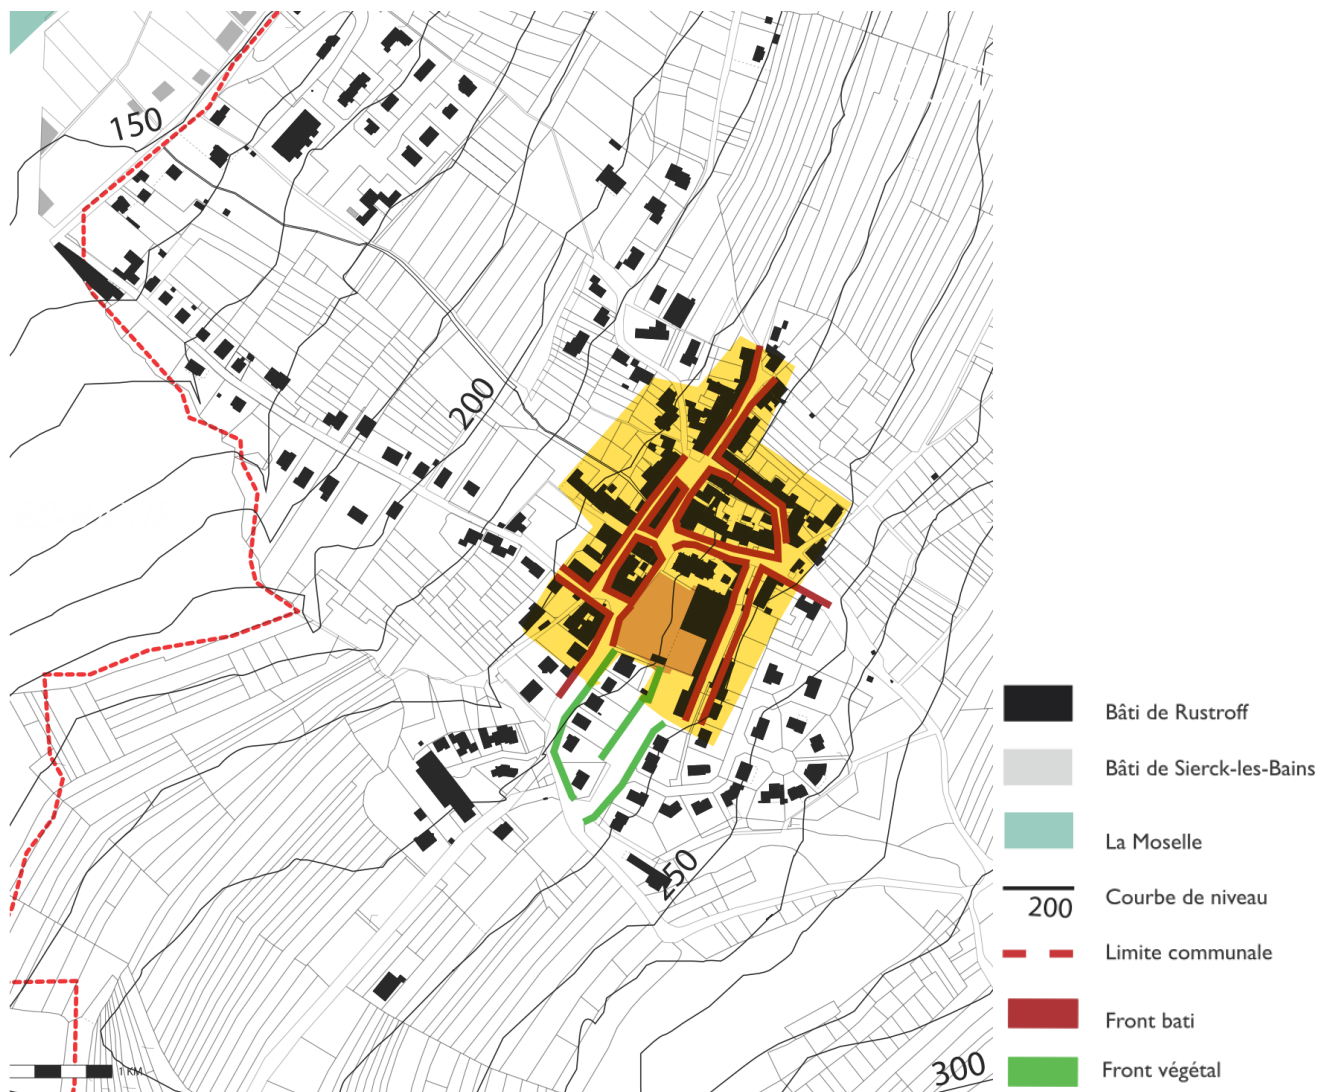 150
200
250
300
1 KM
Bâti de Rustroff
Bâti de Sierck-les-Bains
La Moselle
200
Courbe de niveau
Limite communale
Front bati
Front végétal